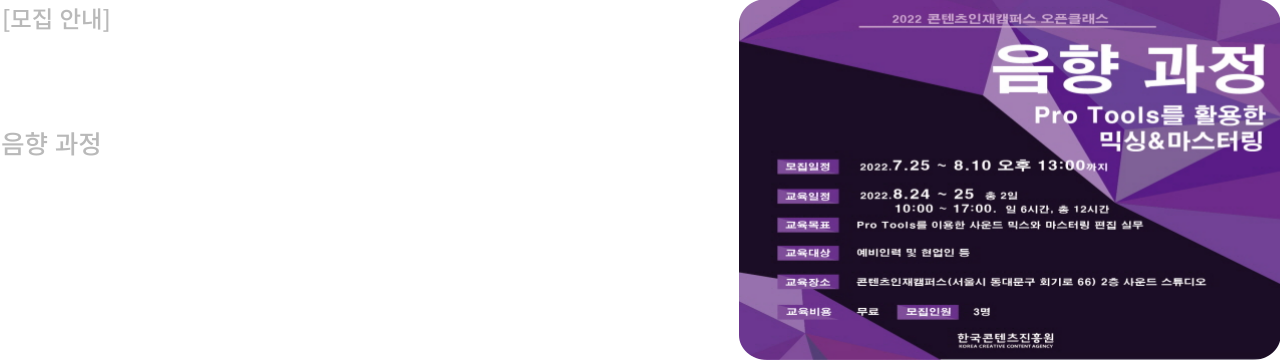 [모집 안내]
음향 과정
2022 콘텐츠인재캠퍼스 오픈클래스
음향 과정
Pro Tools를 활용한
믹싱&마스터링
모집일정 2022.7.25 ~ 8.10 오후 13:00까지
교육일정 2022.8.24 ~ 25 총 2일
10:00 ~ 17:00. 일 6시간, 총 12시간
교육목표 Pro Tools를 이용한 사운드 믹스와 마스터링 편집 실무
교육대상 예비인력 및 현업인 등
교육장소 콘텐츠인재캠퍼스(서울시 동대문구 회기로 66) 2층 사운드 스튜디오
교육비용 무료 모집인원 3명
한국콘텐츠진흥원
KOREA CREATIVE CONTENT AGENCY